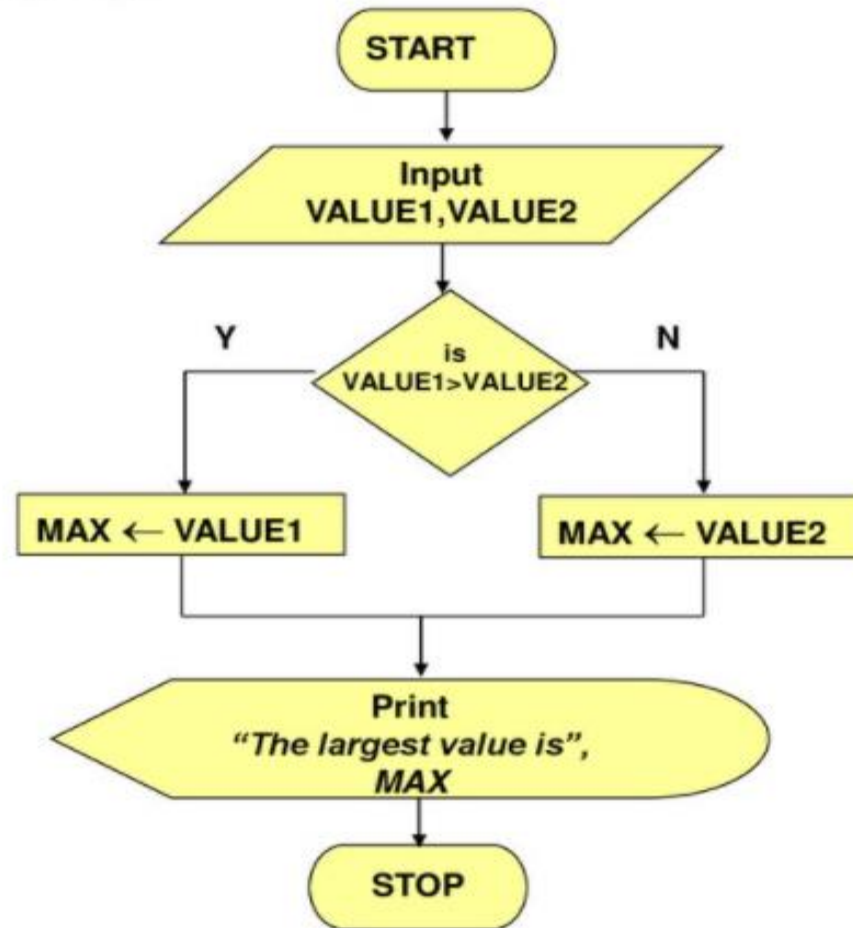 START
Input
VALUE1,VALUE2
Y
is
VALUE1>VALUE2
N
MAX ← VALUE1
MAX ← VALUE2
Print
“The largest value is”,
MAX
STOP